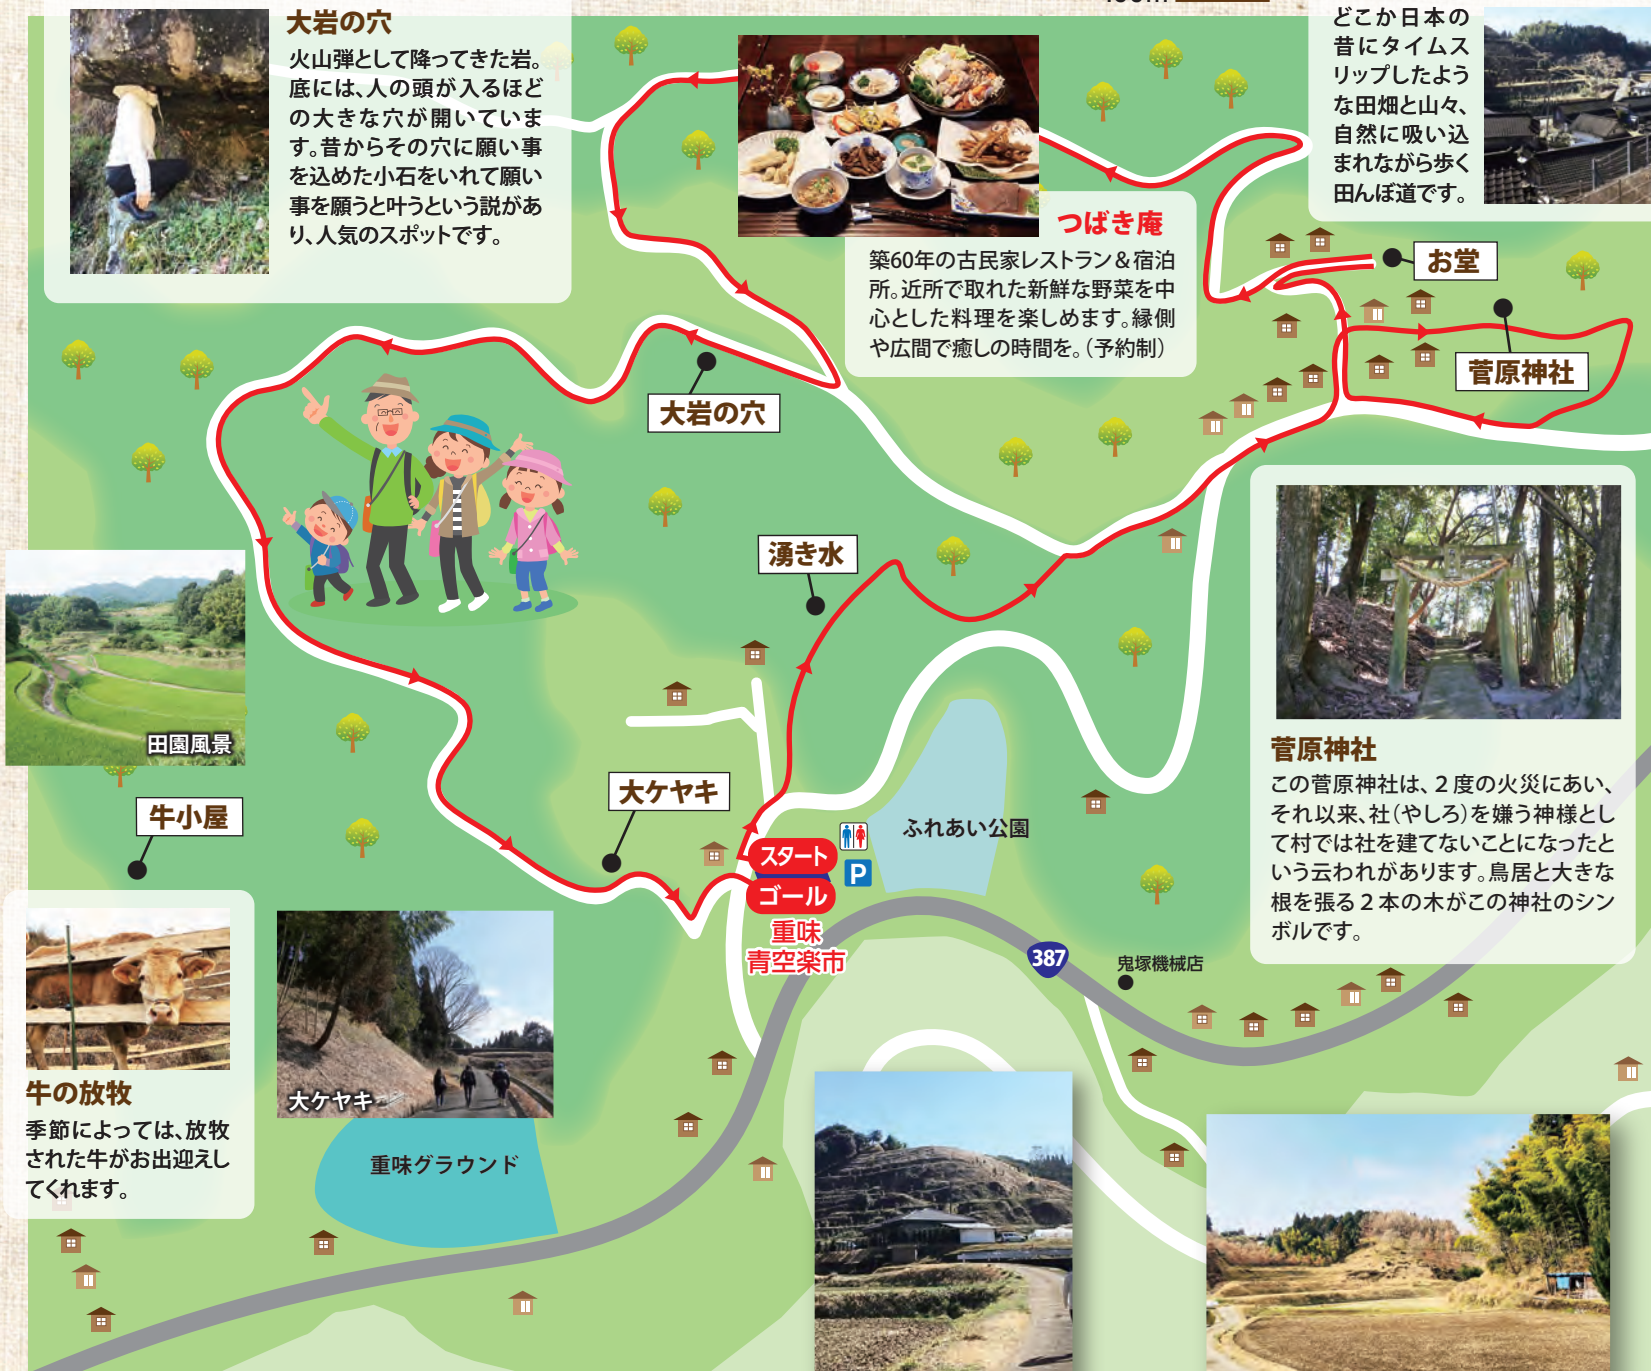 大岩の穴
火山弾として降ってきた岩。
底には、人の頭が入るほど
の大きな穴が開いていま
す。昔からその穴に願い事
を込めた小石をいれて願い
事を願うと叶うという説があ
り、人気のスポットです。
どこか日本の
昔にタイムス
リップしたよう
な田畑と山々、
自然に吸い込
まれながら歩く
田んぼ道です。
つばき庵
築60年の古民家レストラン＆宿泊
所。近所で取れた新鮮な野菜を中
心とした料理を楽しめます。縁側
や広間で癒しの時間を。（予約制）
お堂
菅原神社
大岩の穴
湧き水
田園風景
牛小屋
大ケヤキ
スタート
ゴール
重味
青空楽市
P
ふれあい公園
387
鬼塚機械店
菅原神社
この菅原神社は、2度の火災にあい、
それ以来、社（やしろ）を嫌う神様とし
て村では社を建てないことになったと
いう云われがあります。鳥居と大きな
根を張る2本の木がこの神社のシン
ボルです。
牛の放牧
季節によっては、放牧
された牛がお出迎えし
てくれます。
大ケヤキ
重味グラウンド